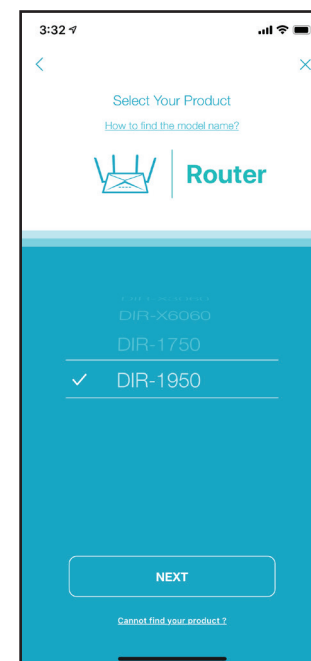 3:32
Select Your Product
How to find the model name?
Router
DIR-X6060
DIR-1750
DIR-1950
NEXT
Cannot find your product ?